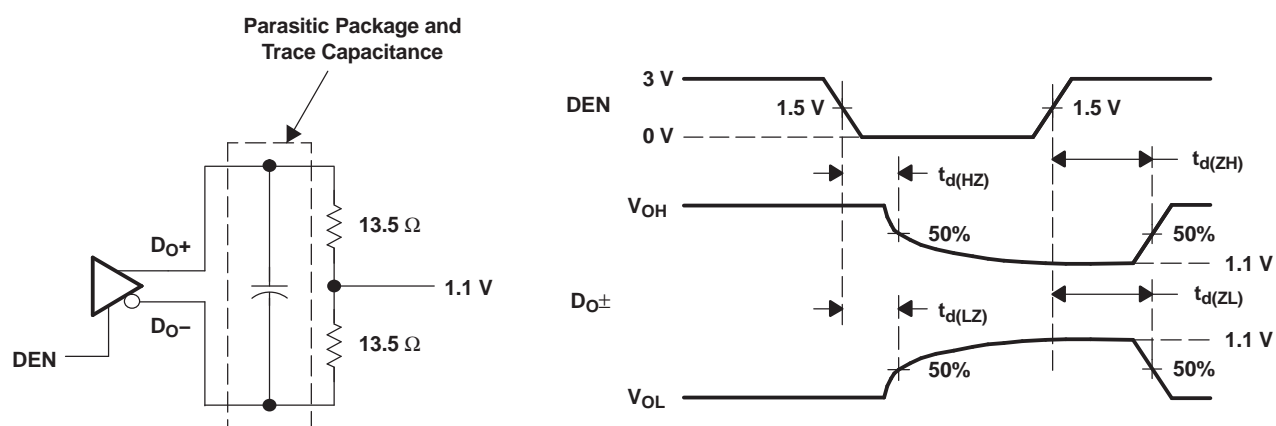 Parasitic Package and
Trace Capacitance
DO+
DO−
DEN
13.5 Ω
13.5 Ω
1.1 V
DEN
3 V
0 V
1.5 V
1.5 V
td(HZ)
td(ZH)
VOH
50%
50%
1.1 V
DO±
td(LZ)
td(ZL)
1.1 V
50%
50%
VOL